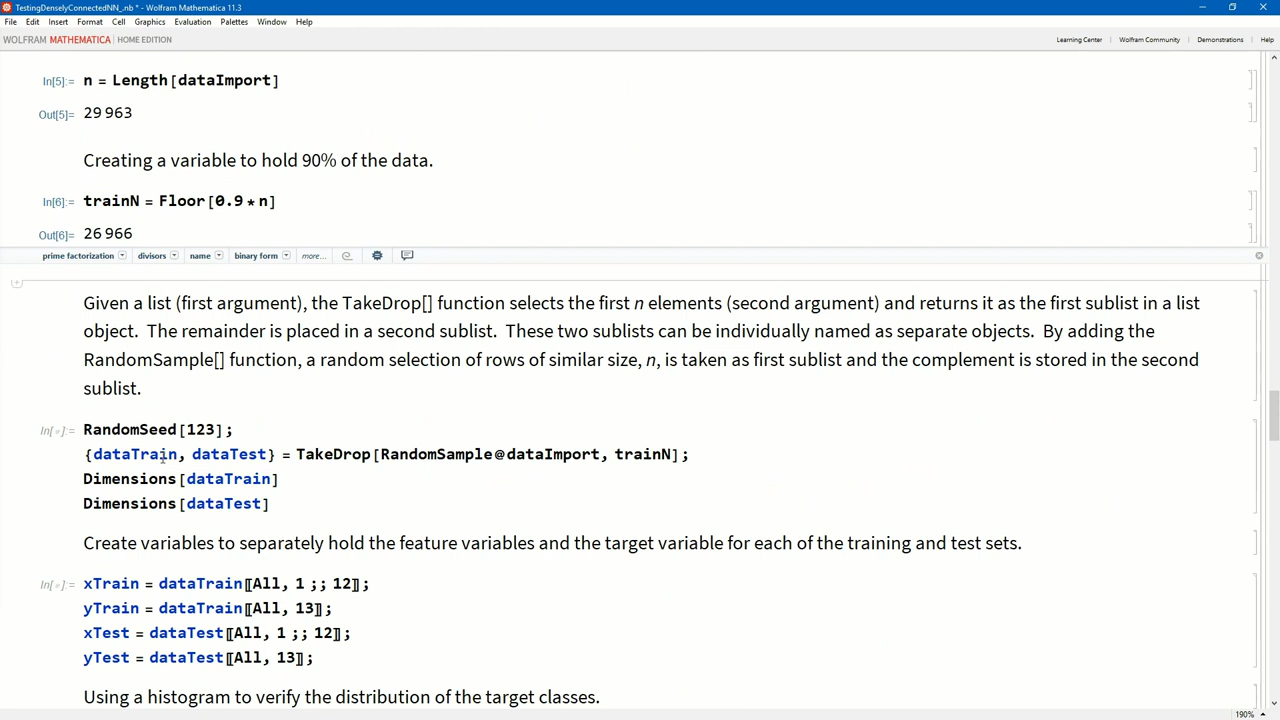 TestingDenselyConnectedNN_.nb * - Wolfram Mathematica 11.3
File Edit Insert Format Cell Graphics Evaluation Palettes Window Help
WOLFRAM MATHEMATICA | HOME EDITION Learning Center | Wolfram Community | Demonstrations | Help
In[5]:= n = Length[dataImport]
Out[5]= 29 963
Creating a variable to hold 90% of the data.
In[6]:= trainN = Floor[0.9 * n]
Out[6]= 26 966
prime factorization divisors name binary form more...
Given a list (first argument), the TakeDrop[] function selects the first n elements (second argument) and returns it as the first sublist in a list
object. The remainder is placed in a second sublist. These two sublists can be individually named as separate objects. By adding the
RandomSample[] function, a random selection of rows of similar size, n, is taken as first sublist and the complement is stored in the second
sublist.
In[◦]:= RandomSeed[123];
{dataTrain, dataTest} = TakeDrop[RandomSample@dataImport, trainN];
Dimensions[dataTrain]
Dimensions[dataTest]
Create variables to separately hold the feature variables and the target variable for each of the training and test sets.
In[◦]:= xTrain = dataTrain〚All, 1 ;; 12〛;
yTrain = dataTrain〚All, 13〛;
xTest = dataTest〚All, 1 ;; 12〛;
yTest = dataTest〚All, 13〛;
Using a histogram to verify the distribution of the target classes.
190%